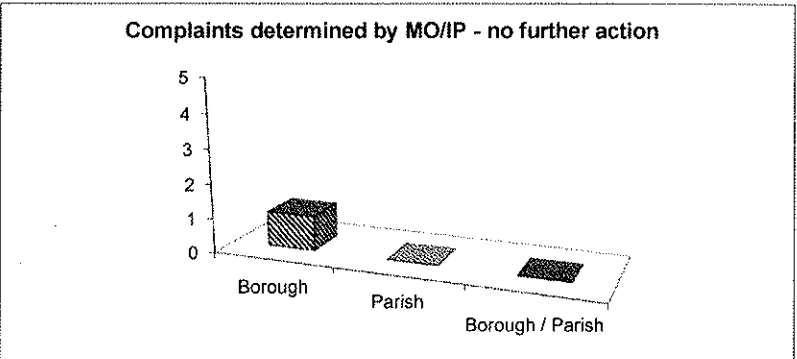 Complaints determined by MO/IP - no further action
5
4
3
2
1
0
Borough
Parish
Borough / Parish